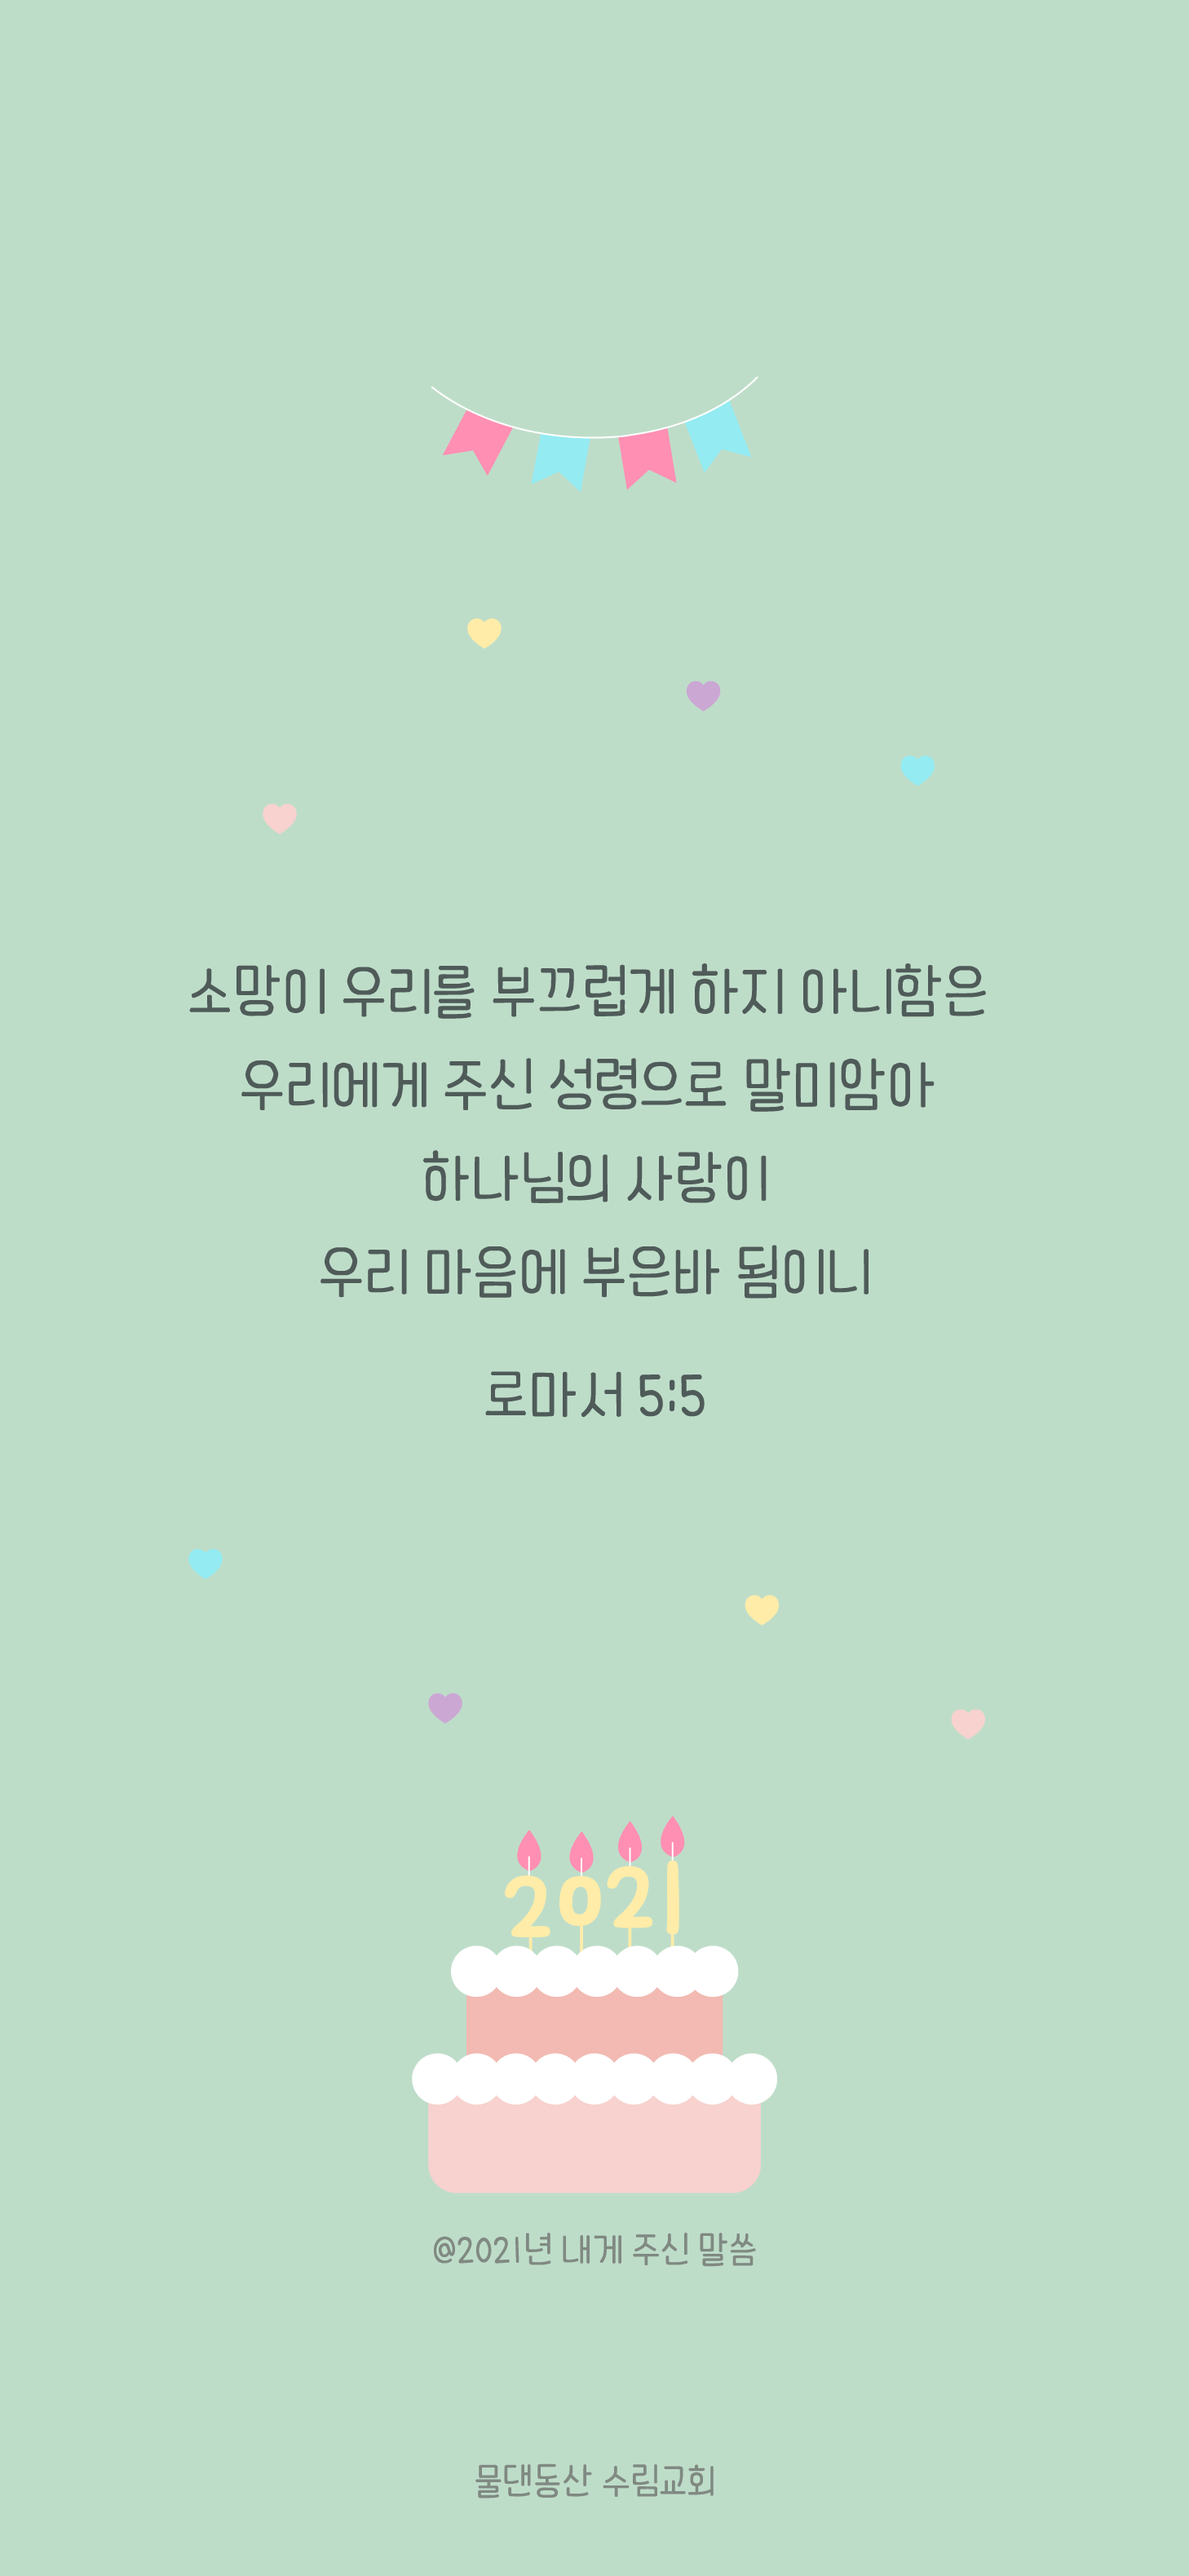 소망이 우리를 부끄럽게 하지 아니함은
우리에게 주신 성령으로 말미암아
하나님의 사랑이
우리 마음에 부은바 됨이니
로마서 5:5
2021
@2021년 내게 주신 말씀
물댄동산 수림교회